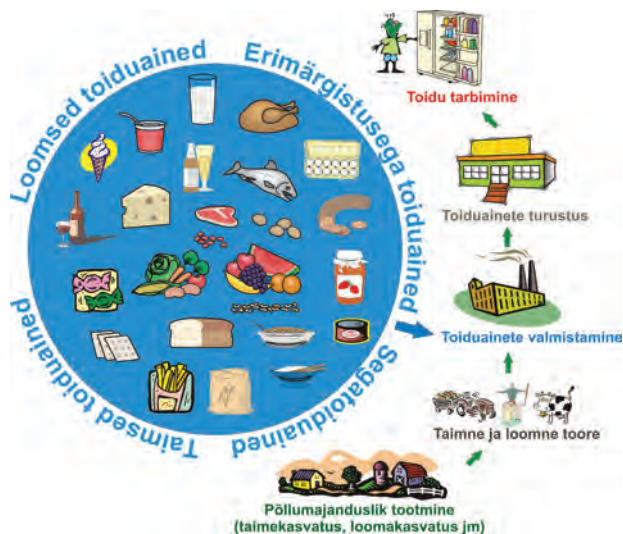 Loomsed toiduained
Erimärgistusega toiduained
Taimsed toiduained
Segatoiduained
Toidu tarbimine
Toiduainete turustus
Toiduainete valmistamine
Taimne ja loomne toore
Põllumajanduslik tootmine
(taimekasvatus, loomakasvatus jm)